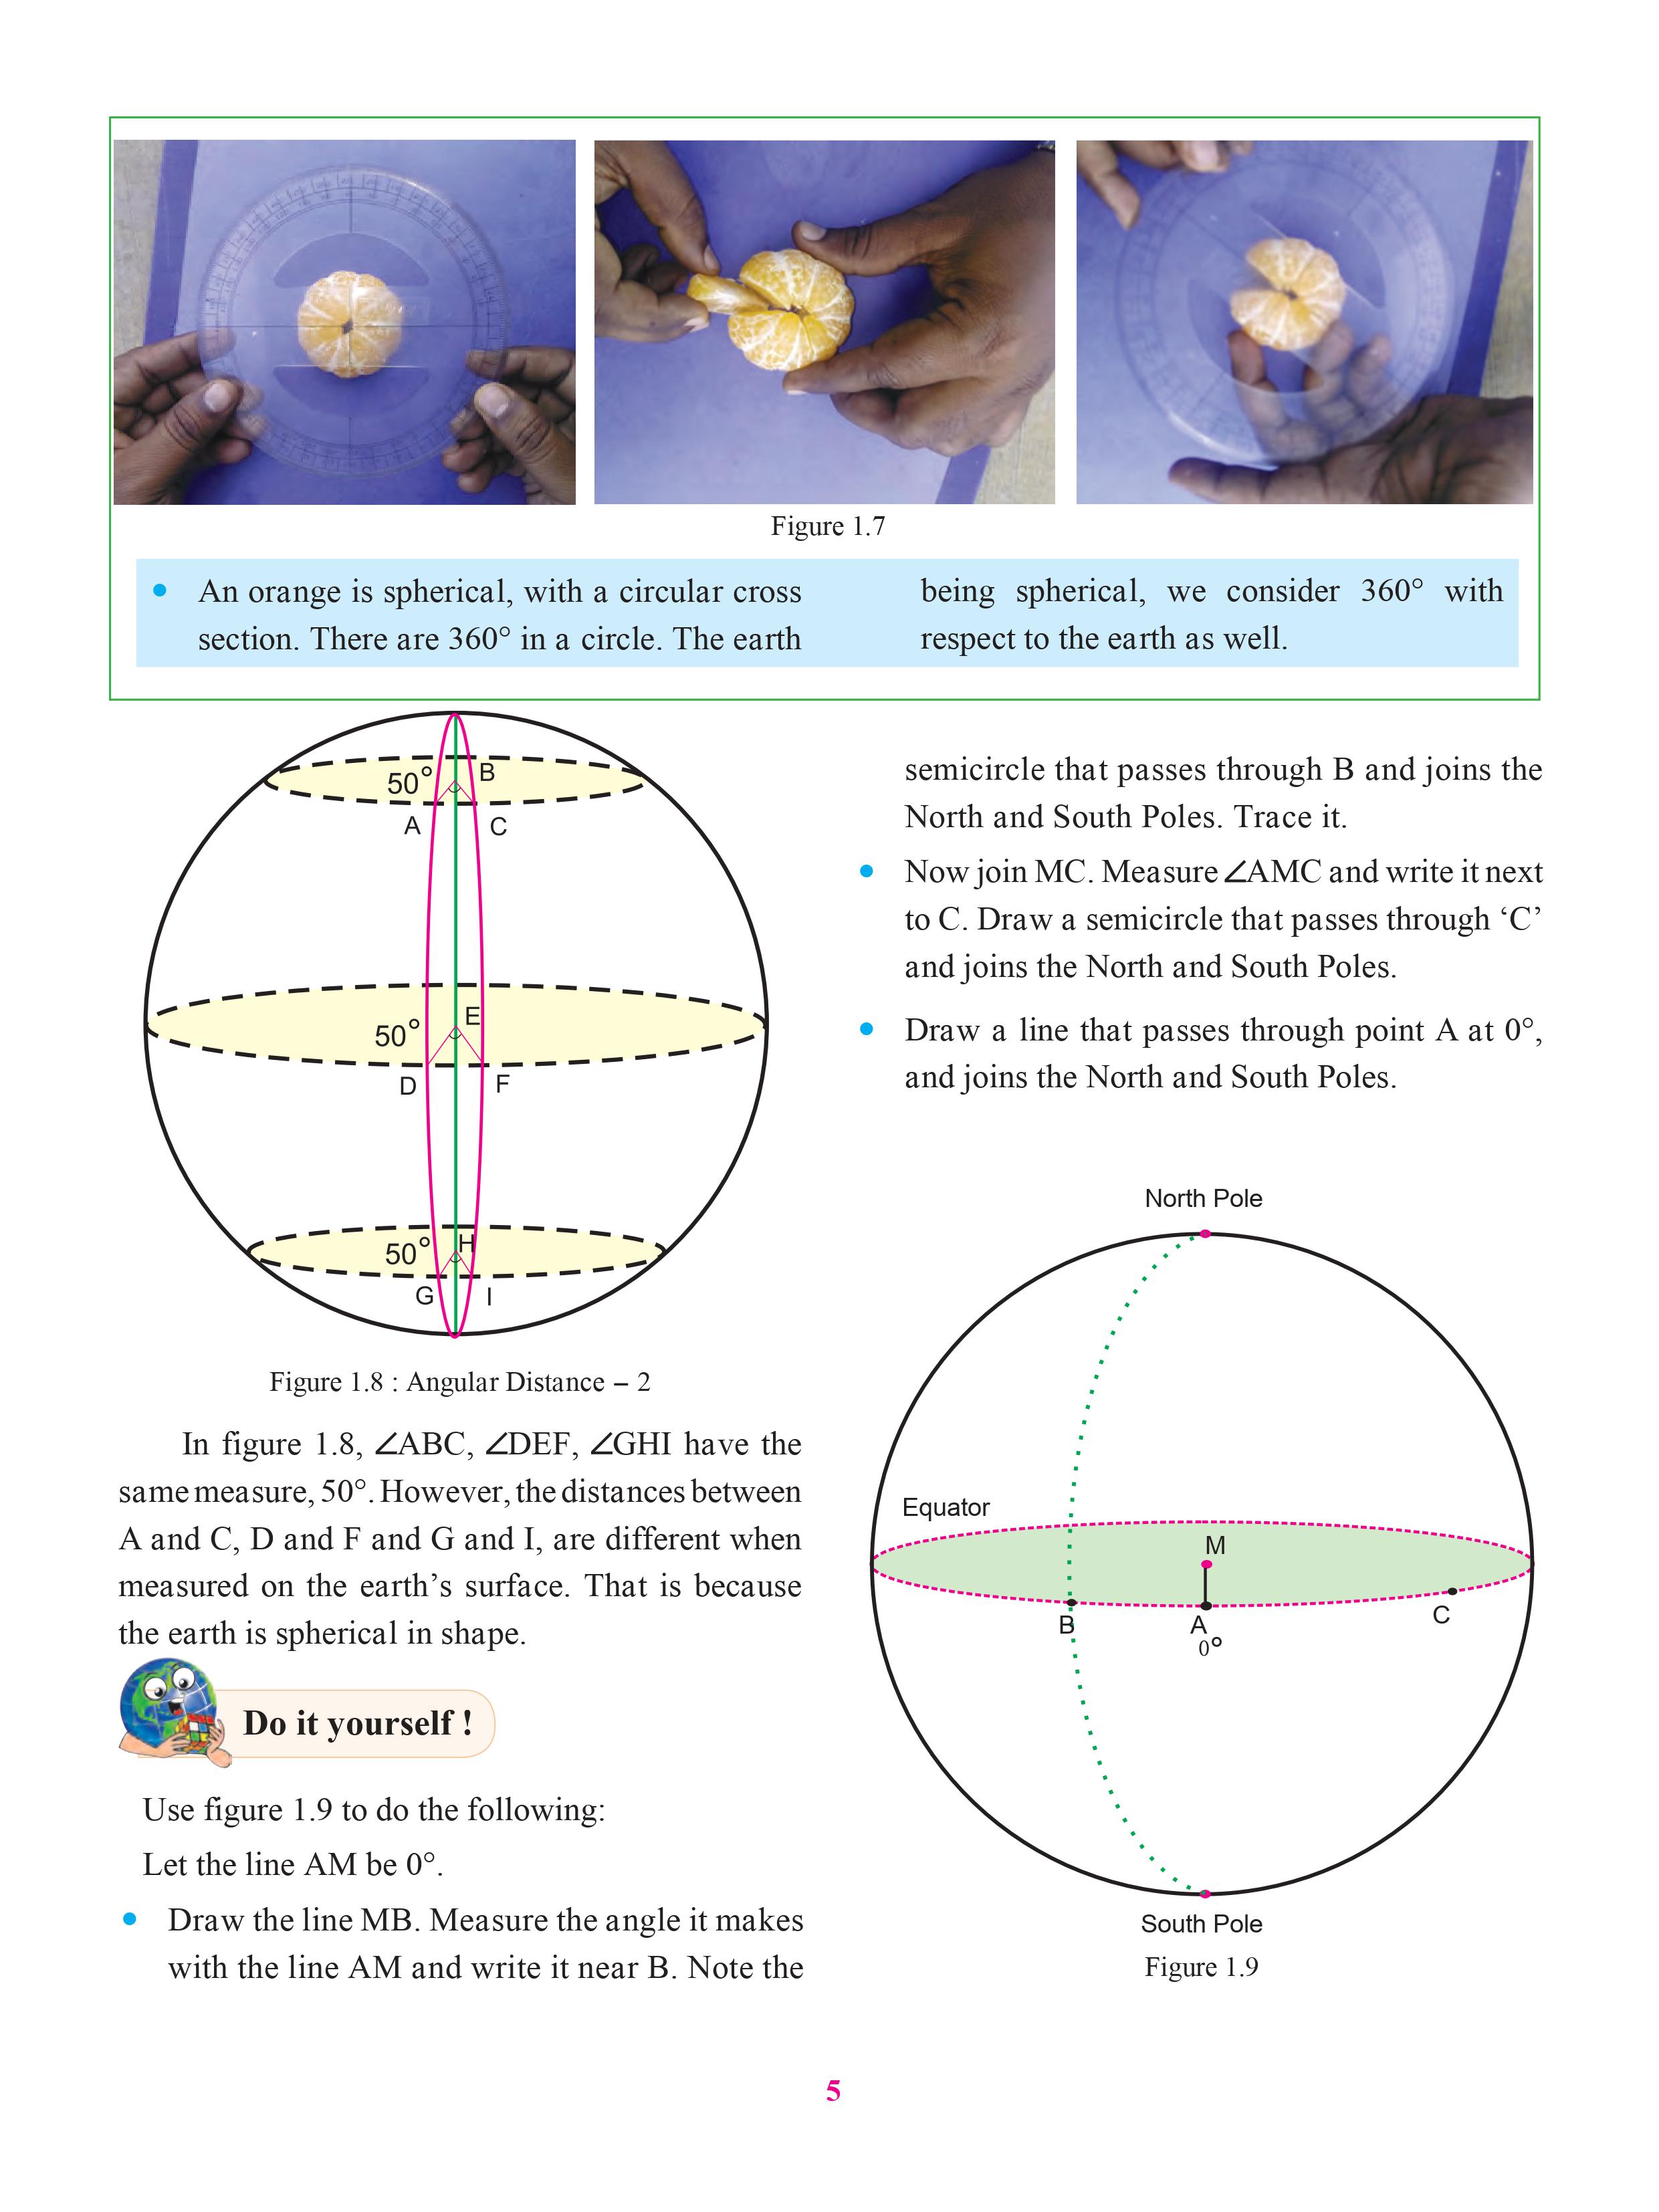 Figure 1.7
• An orange is spherical, with a circular cross
section. There are 360° in a circle. The earth
being spherical, we consider 360° with
respect to the earth as well.
50°
B
A
C
50°
E
D
F
50°
H
G
I
Figure 1.8 : Angular Distance – 2
In figure 1.8, ∠ABC, ∠DEF, ∠GHI have the
same measure, 50°. However, the distances between
A and C, D and F and G and I, are different when
measured on the earth’s surface. That is because
the earth is spherical in shape.
Do it yourself !
Use figure 1.9 to do the following:
Let the line AM be 0°.
• Draw the line MB. Measure the angle it makes
with the line AM and write it near B. Note the
semicircle that passes through B and joins the
North and South Poles. Trace it.
• Now join MC. Measure ∠AMC and write it next
to C. Draw a semicircle that passes through ‘C’
and joins the North and South Poles.
• Draw a line that passes through point A at 0°,
and joins the North and South Poles.
North Pole
Equator
M
B
A
C
0°
South Pole
Figure 1.9
5